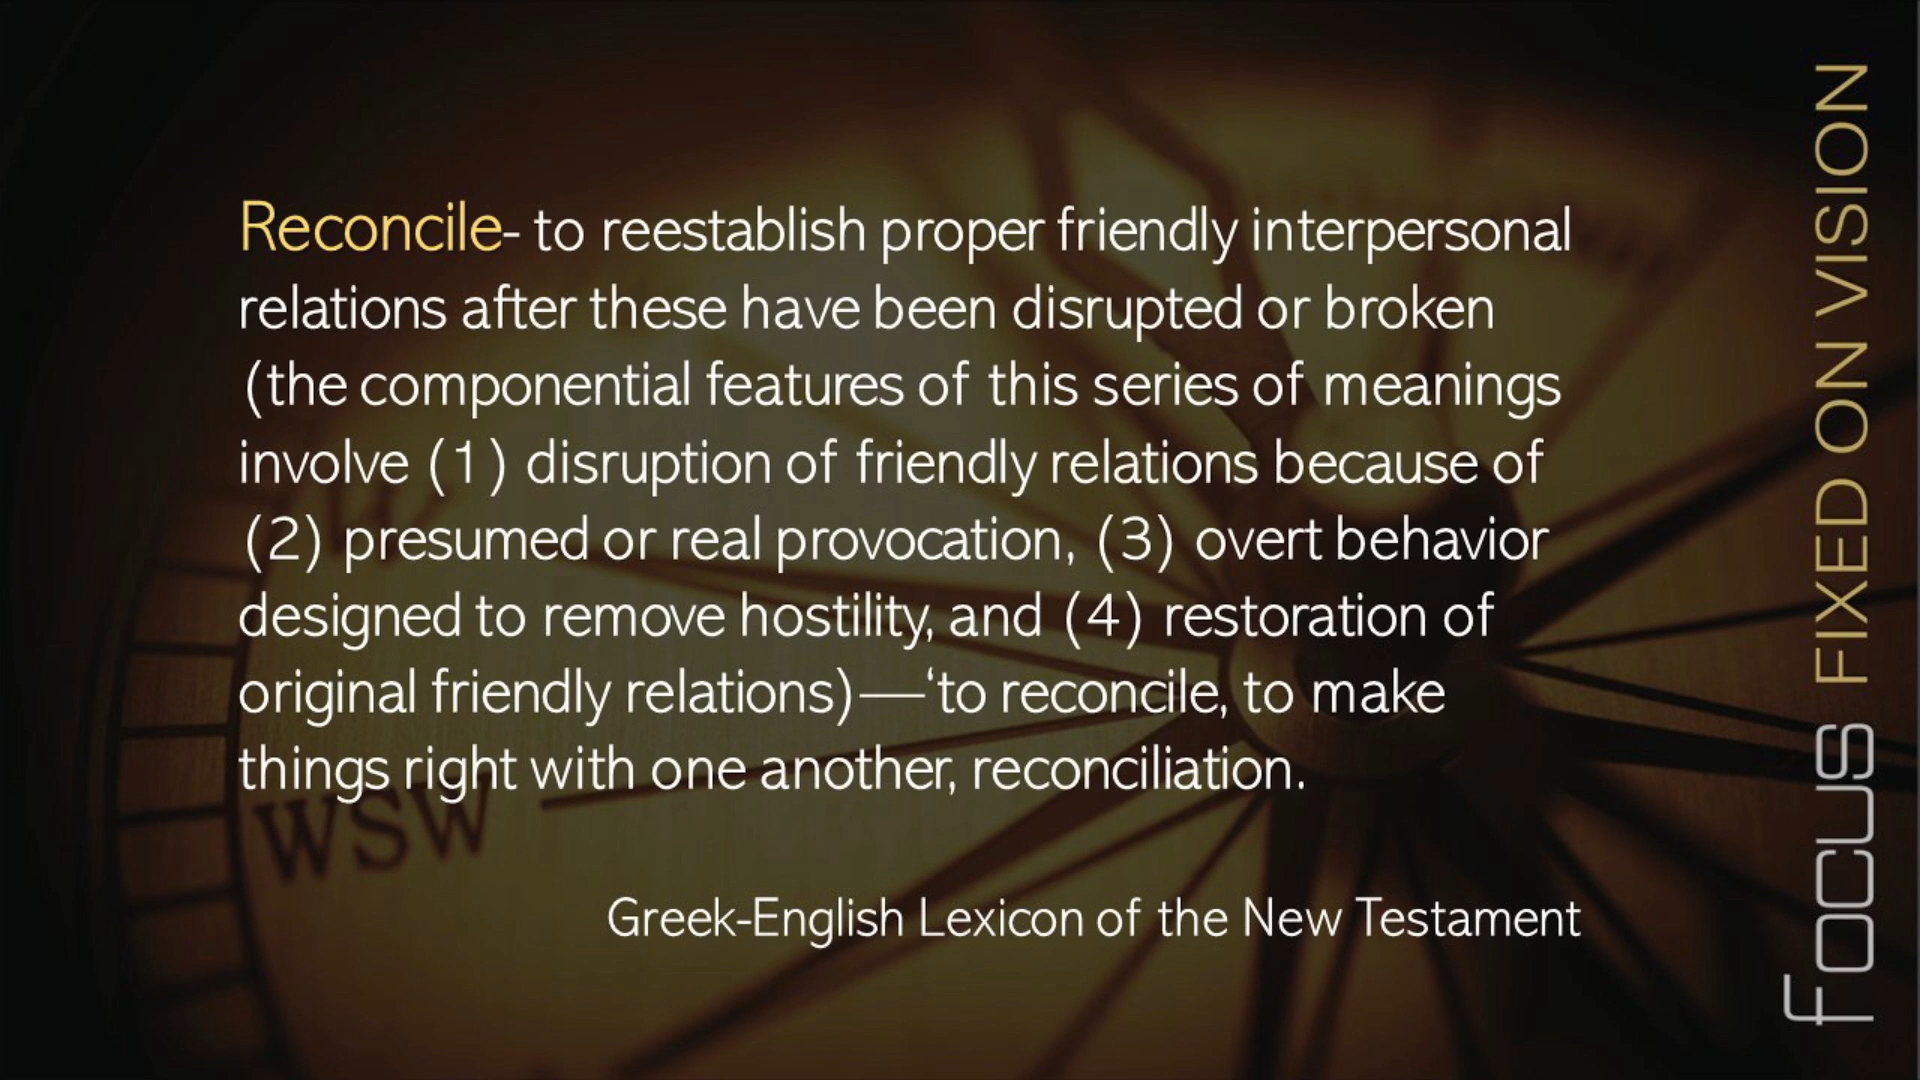 Reconcile- to reestablish proper friendly interpersonal
relations after these have been disrupted or broken
(the componential features of this series of meanings
involve (1) disruption of friendly relations because of
(2) presumed or real provocation, (3) overt behavior
designed to remove hostility, and (4) restoration of
original friendly relations)—‘to reconcile, to make
things right with one another, reconciliation.
WSW
Greek-English Lexicon of the New Testament
focus FIXED ON VISION